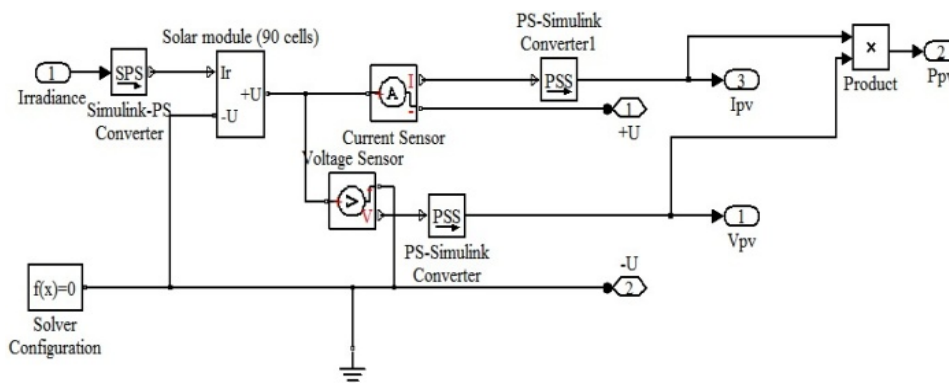 PS-Simulink
Converter1
Solar module (90 cells)
1
SPS
Ir
+U
-U
Irradiance
Simulink-PS
Converter
A
I
-
Current Sensor
PSS
3
Ipv
1
+U
×
Product
2
Ppv
Voltage Sensor
V
PSS
PS-Simulink
Converter
1
Vpv
-U
2
f(x)=0
Solver
Configuration